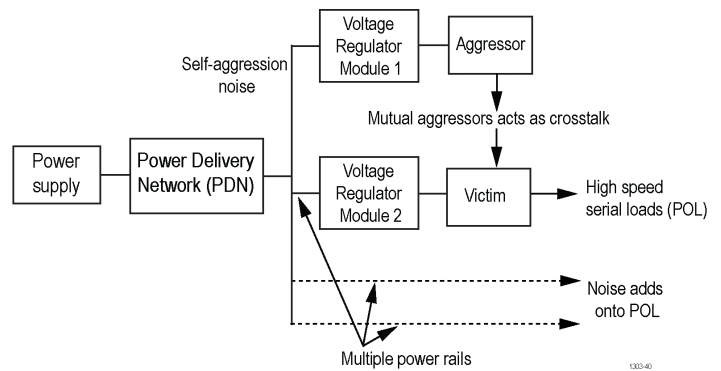 Voltage
Regulator
Module 1
Aggressor
Self-aggression
noise
Mutual aggressors acts as crosstalk
Power
supply
Power Delivery
Network (PDN)
Voltage
Regulator
Module 2
Victim
High speed
serial loads (POL)
Noise adds
onto POL
Multiple power rails
1303-40